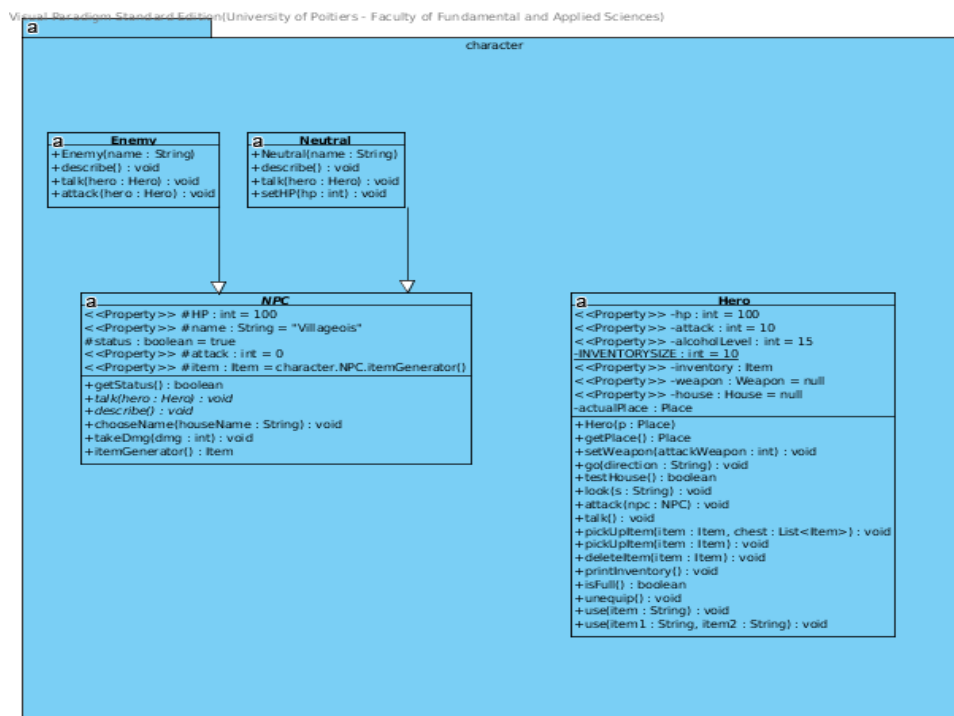 Visual Paradigm Standard Edition(University of Poitiers - Faculty of Fundamental and Applied Sciences)
a
character
a Enemy
+Enemy(name : String)
+describe() : void
+talk(hero : Hero) : void
+attack(hero : Hero) : void
a Neutral
+Neutral(name : String)
+describe() : void
+talk(hero : Hero) : void
+setHP(hp : int) : void
a NPC
<<Property>> #HP : int = 100
<<Property>> #name : String = "Villageois"
#status : boolean = true
<<Property>> #attack : int = 0
<<Property>> #item : Item = character.NPC.itemGenerator()
+getStatus() : boolean
+talk(hero : Hero) : void
+describe() : void
+chooseName(houseName : String) : void
+takeDmg(dmg : int) : void
+itemGenerator() : Item
a Hero
<<Property>> -hp : int = 100
<<Property>> -attack : int = 10
<<Property>> -alcoholLevel : int = 15
-INVENTORYSIZE : int = 10
<<Property>> -inventory : Item
<<Property>> -weapon : Weapon = null
<<Property>> -house : House = null
-actualPlace : Place
+Hero(p : Place)
+getPlace() : Place
+setWeapon(attackWeapon : int) : void
+go(direction : String) : void
+testHouse() : boolean
+look(s : String) : void
+attack(npc : NPC) : void
+talk() : void
+pickUpItem(item : Item, chest : List<Item>) : void
+pickUpItem(item : Item) : void
+deleteItem(item : Item) : void
+printInventory() : void
+isFull() : boolean
+unequip() : void
+use(item : String) : void
+use(item1 : String, item2 : String) : void